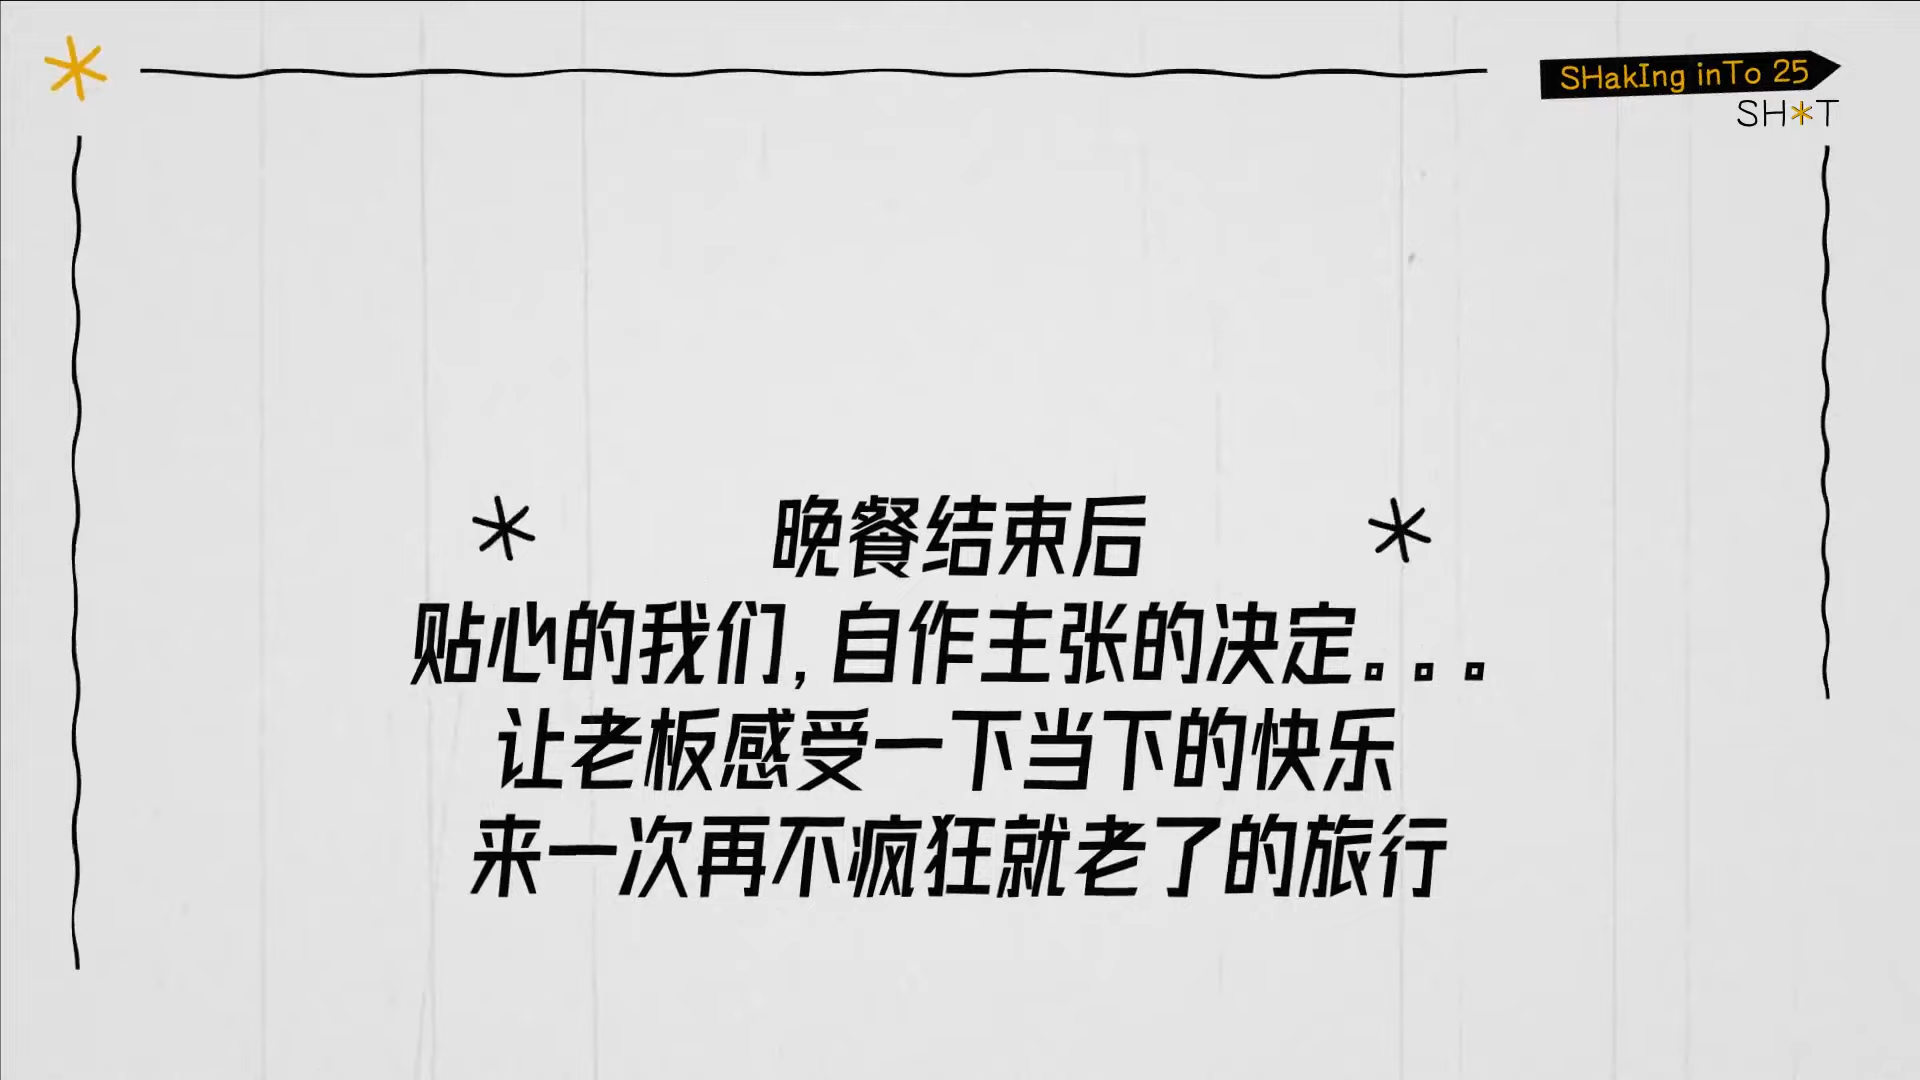 SHakIng inTo 25
SH*T
晚餐结束后
贴心的我们,自作主张的决定。。。
让老板感受一下当下的快乐
来一次再不疯狂就老了的旅行